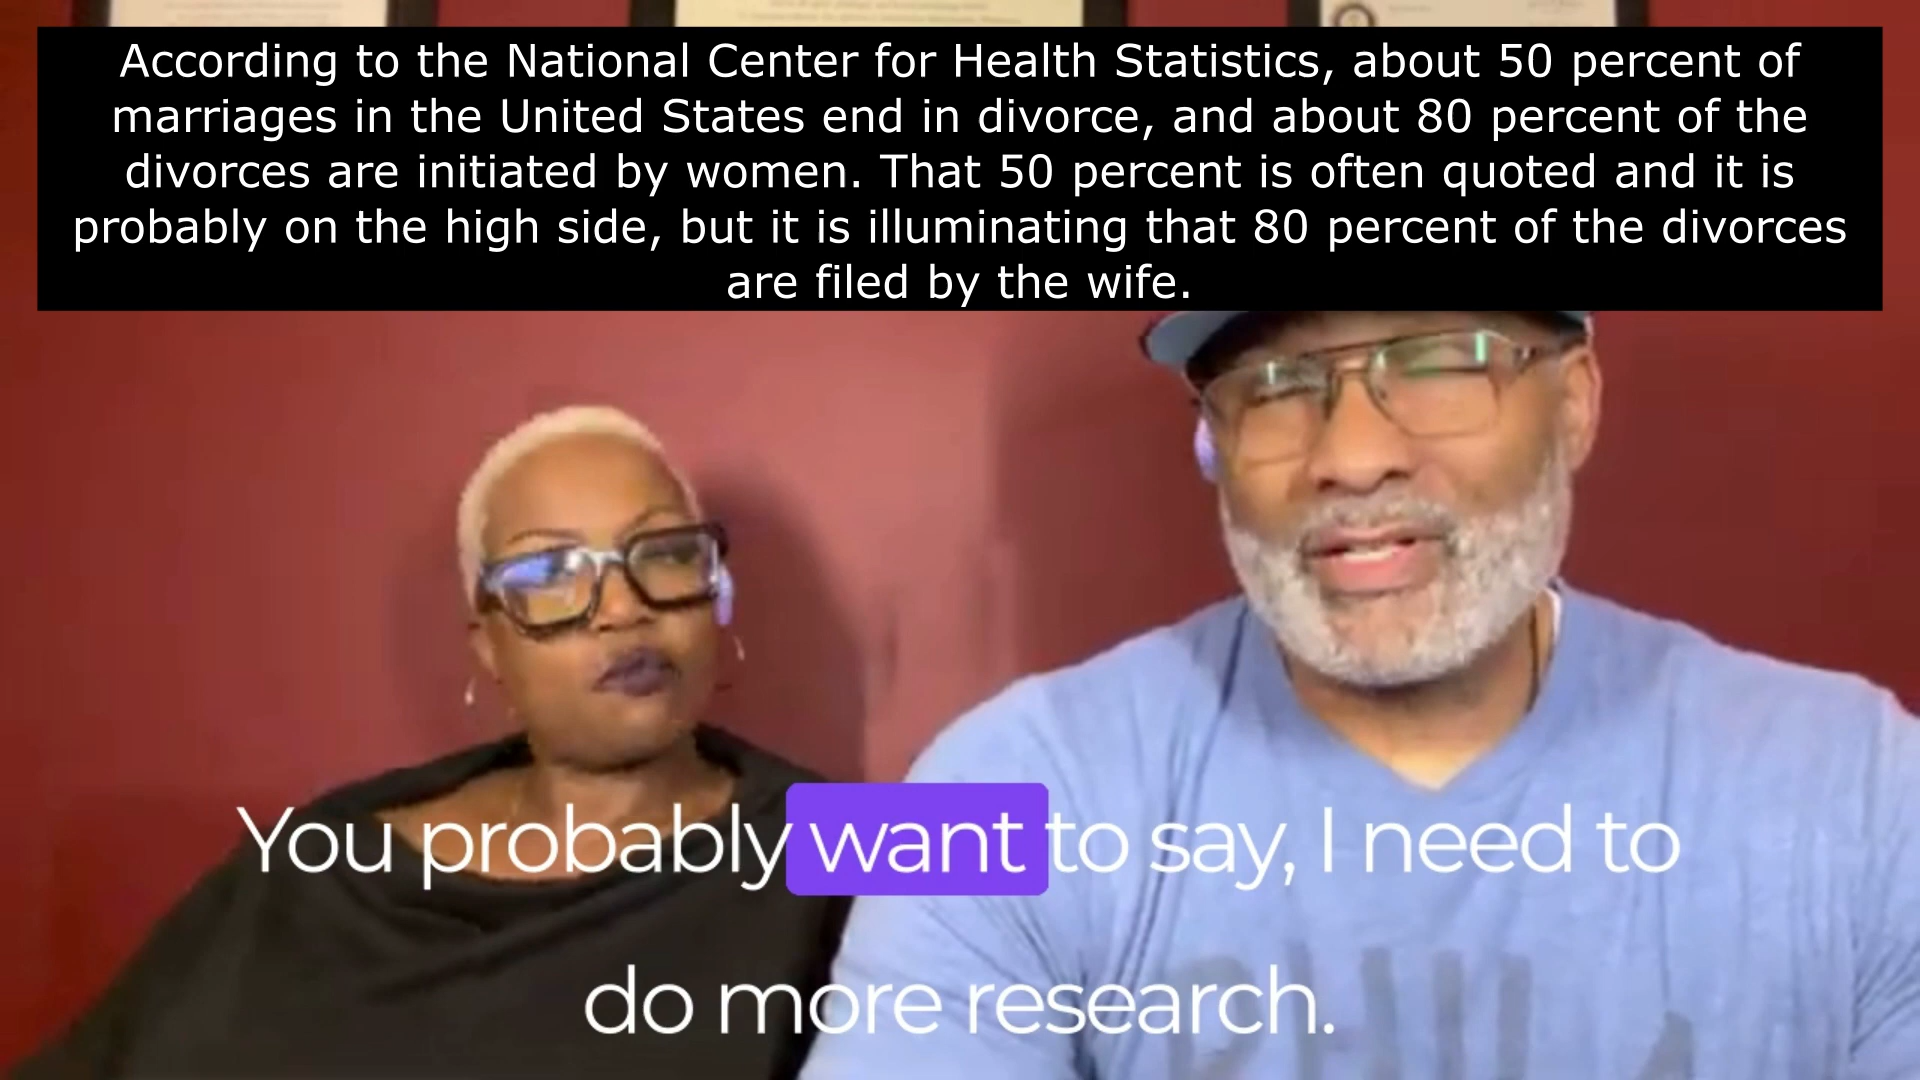 According to the National Center for Health Statistics, about 50 percent of
marriages in the United States end in divorce, and about 80 percent of the
divorces are initiated by women. That 50 percent is often quoted and it is
probably on the high side, but it is illuminating that 80 percent of the divorces
are filed by the wife.
You probably want to say, I need to
do more research.